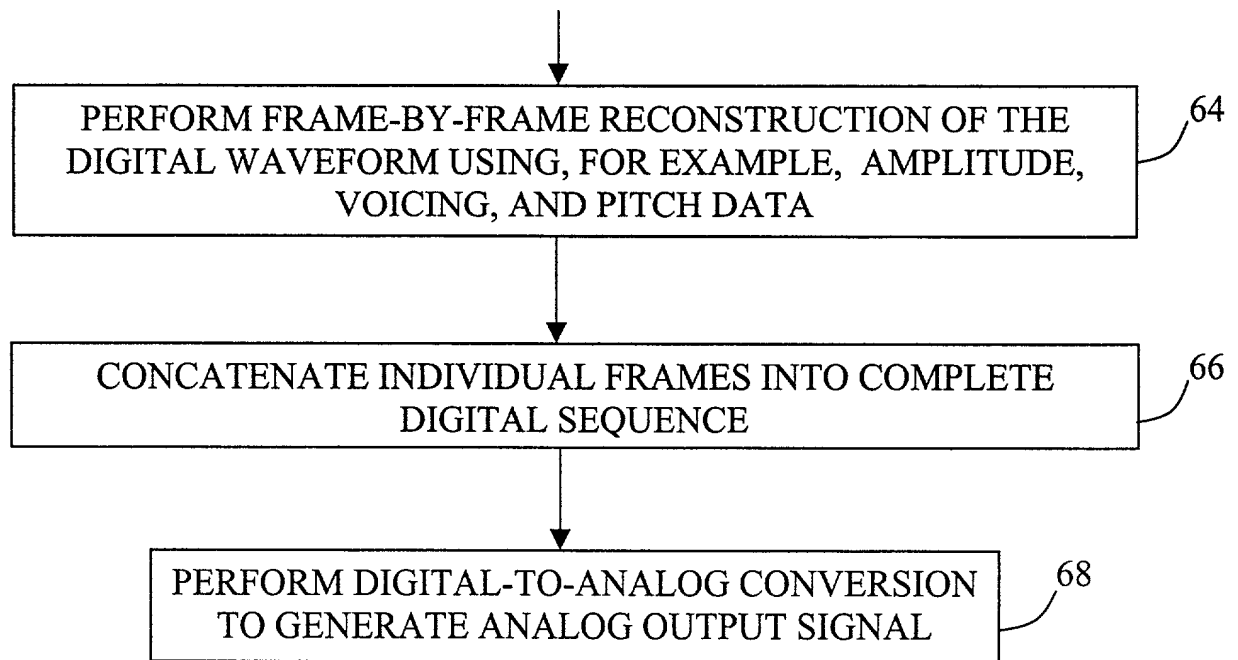 PERFORM FRAME-BY-FRAME RECONSTRUCTION OF THE
DIGITAL WAVEFORM USING, FOR EXAMPLE, AMPLITUDE,
VOICING, AND PITCH DATA
64
CONCATENATE INDIVIDUAL FRAMES INTO COMPLETE
DIGITAL SEQUENCE
66
PERFORM DIGITAL-TO-ANALOG CONVERSION
TO GENERATE ANALOG OUTPUT SIGNAL
68